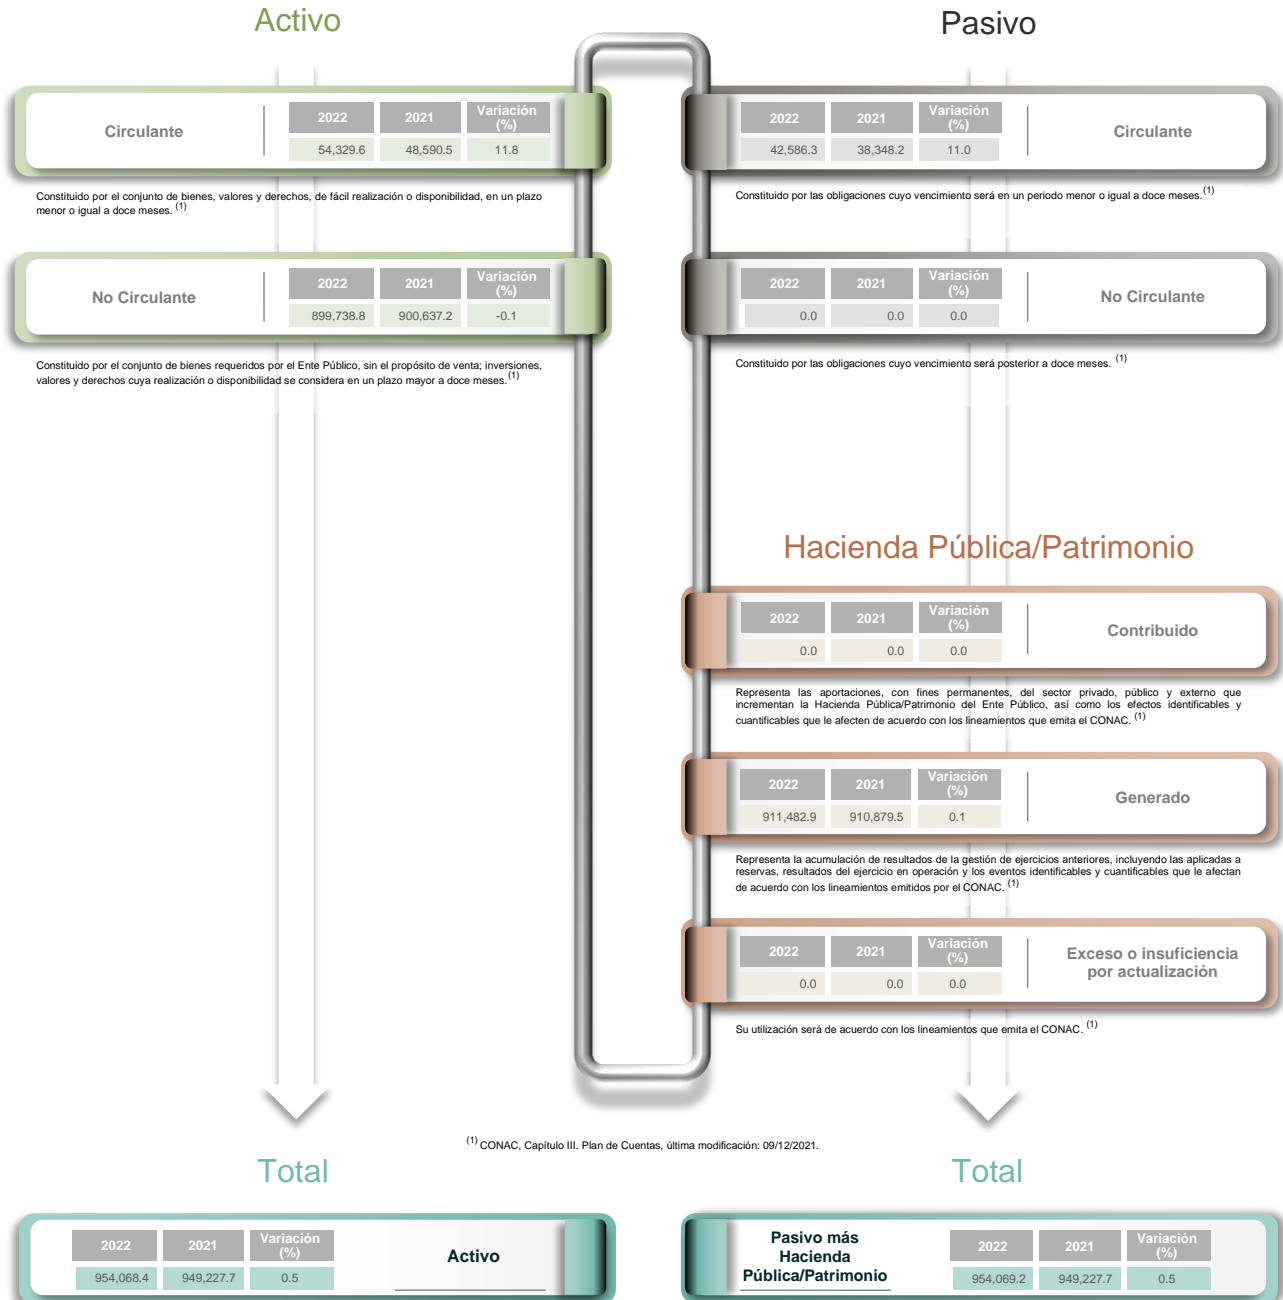 Activo
Circulante
2022 2021 Variación (%)
54,329.6 48,590.5 11.8
Constituido por el conjunto de bienes, valores y derechos, de fácil realización o disponibilidad, en un plazo
menor o igual a doce meses. (1)
No Circulante
2022 2021 Variación (%)
899,738.8 900,637.2 -0.1
Constituido por el conjunto de bienes requeridos por el Ente Público, sin el propósito de venta; inversiones,
valores y derechos cuya realización o disponibilidad se considera en un plazo mayor a doce meses. (1)
Pasivo
2022 2021 Variación (%)
42,586.3 38,348.2 11.0
Circulante
Constituido por las obligaciones cuyo vencimiento será en un periodo menor o igual a doce meses. (1)
2022 2021 Variación (%)
0.0 0.0 0.0
No Circulante
Constituido por las obligaciones cuyo vencimiento será posterior a doce meses. (1)
Hacienda Pública/Patrimonio
2022 2021 Variación (%)
0.0 0.0 0.0
Contribuido
Representa las aportaciones, con fines permanentes, del sector privado, público y externo que
incrementan la Hacienda Pública/Patrimonio del Ente Público, así como los efectos identificables y
cuantificables que le afecten de acuerdo con los lineamientos que emita el CONAC. (1)
2022 2021 Variación (%)
911,482.9 910,879.5 0.1
Generado
Representa la acumulación de resultados de la gestión de ejercicios anteriores, incluyendo las aplicadas a
reservas, resultados del ejercicio en operación y los eventos identificables y cuantificables que le afectan
de acuerdo con los lineamientos emitidos por el CONAC. (1)
2022 2021 Variación (%)
0.0 0.0 0.0
Exceso o insuficiencia
por actualización
Su utilización será de acuerdo con los lineamientos que emita el CONAC. (1)
(1) CONAC, Capítulo III. Plan de Cuentas, última modificación: 09/12/2021.
Total
2022 2021 Variación (%)
954,068.4 949,227.7 0.5
Activo
Total
Pasivo más
Hacienda
Pública/Patrimonio
2022 2021 Variación (%)
954,069.2 949,227.7 0.5